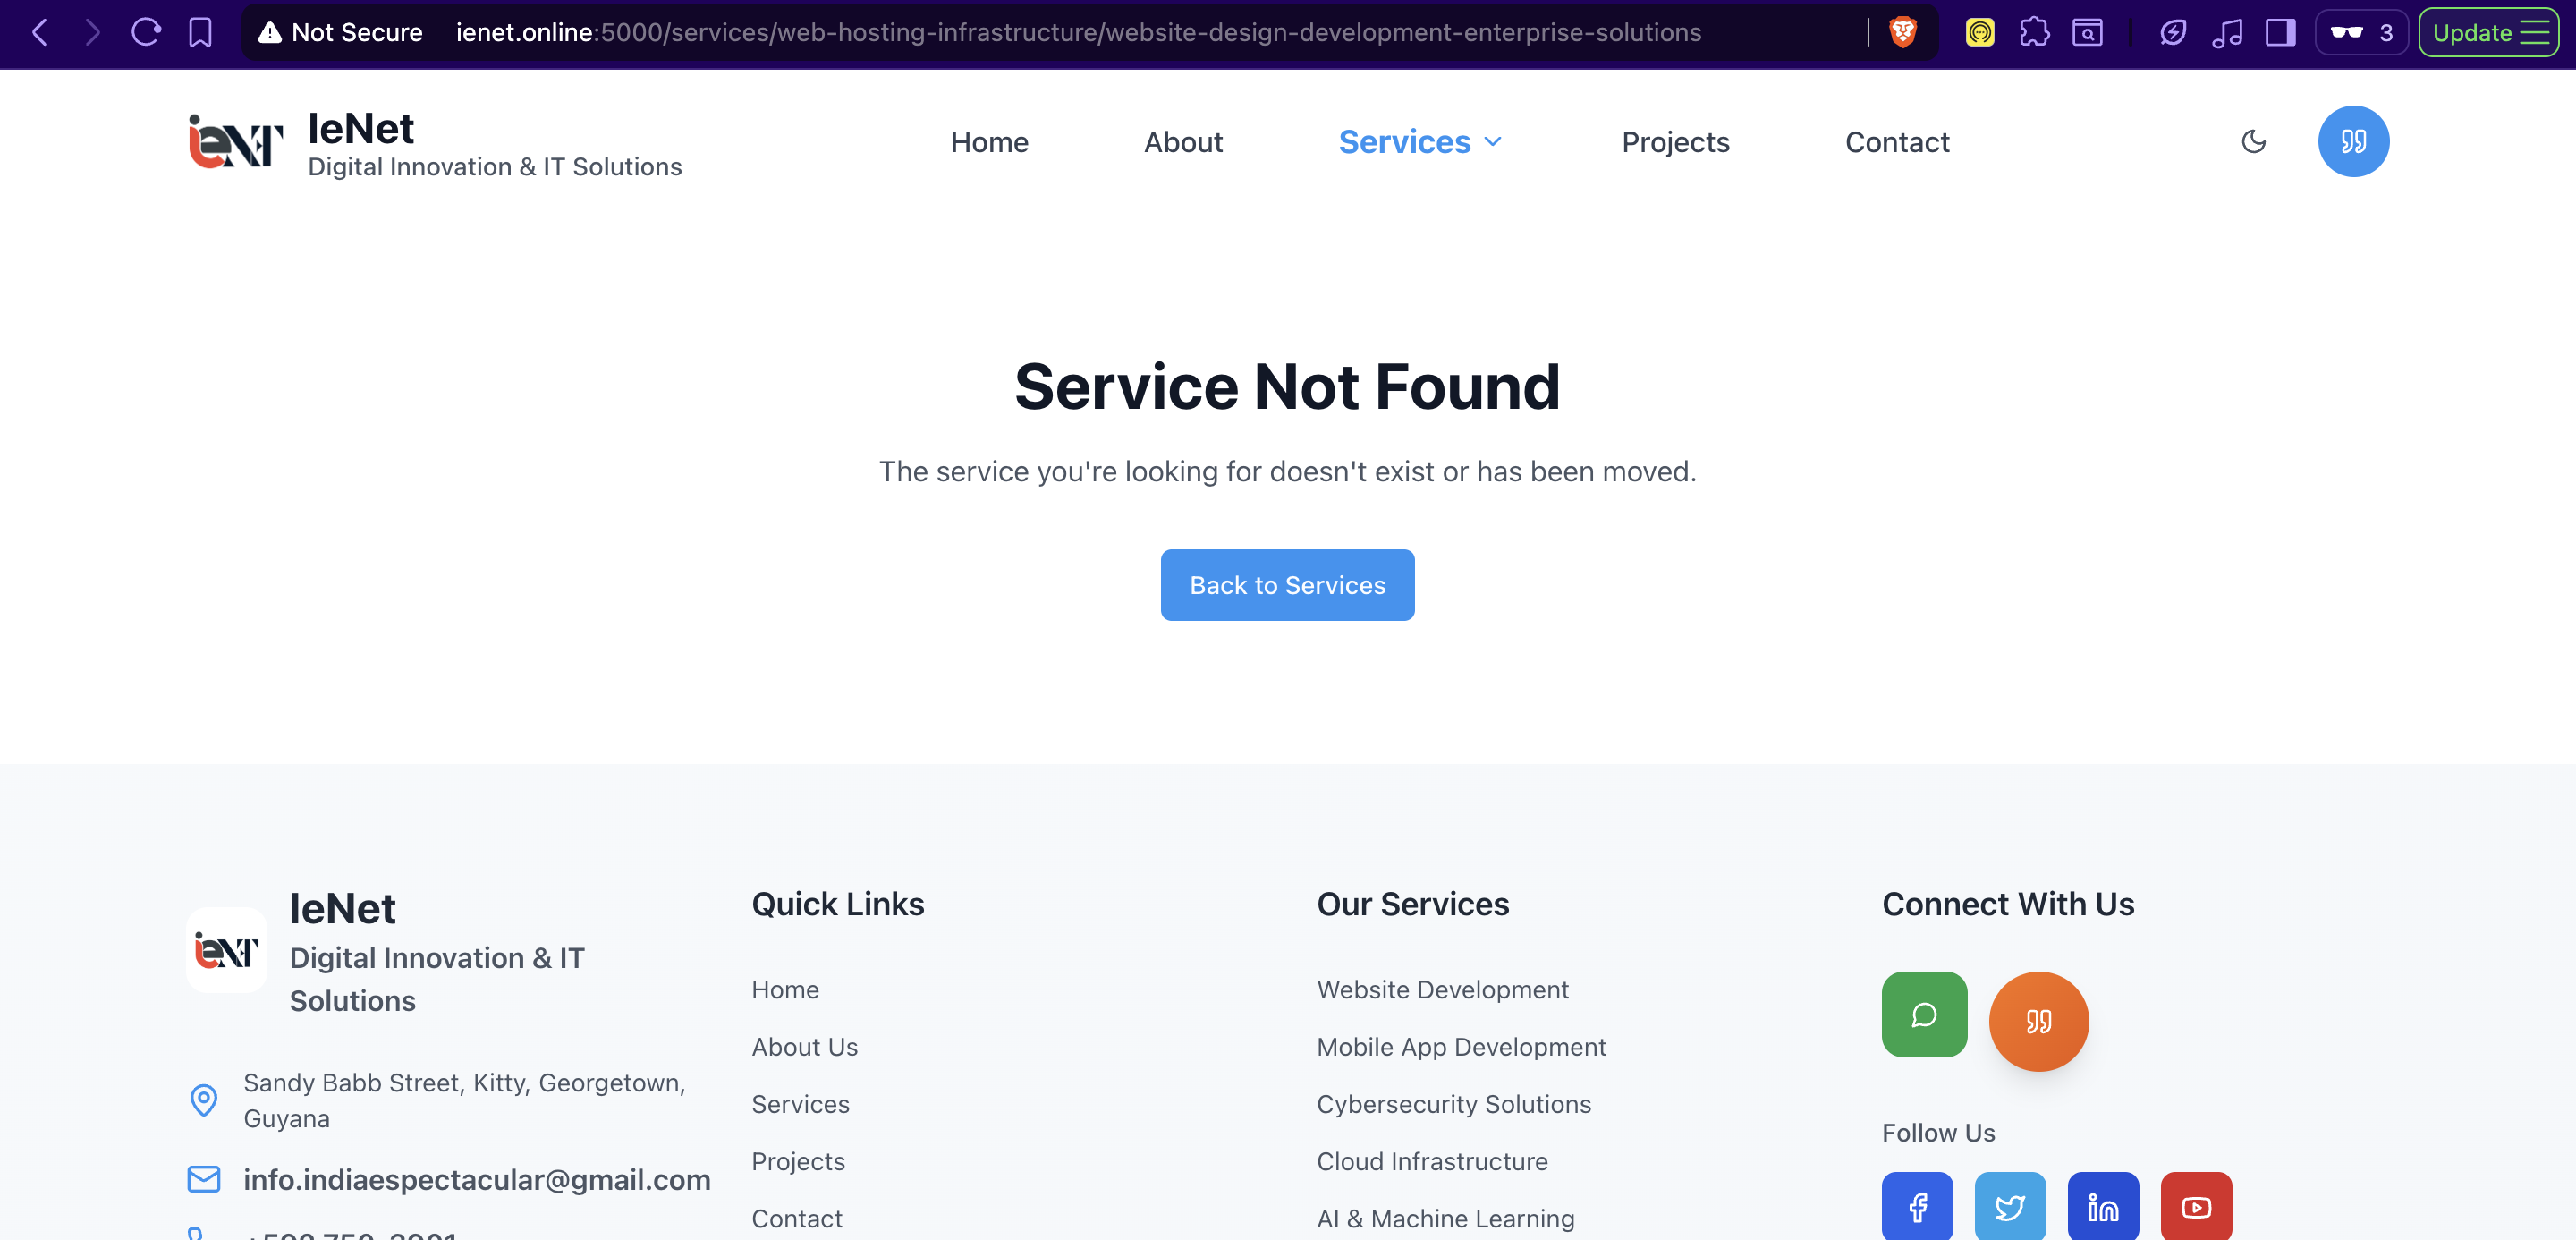 Not Secure ienet.online:5000/services/web-hosting-infrastructure/website-design-development-enterprise-solutions
3
Update
ieNET
IeNet
Digital Innovation & IT Solutions
Home
About
Services
Projects
Contact
Service Not Found
The service you're looking for doesn't exist or has been moved.
Back to Services
ieNET
IeNet
Digital Innovation & IT
Solutions
Sandy Babb Street, Kitty, Georgetown,
Guyana
info.indiaespectacular@gmail.com
Quick Links
Home
About Us
Services
Projects
Contact
Our Services
Website Development
Mobile App Development
Cybersecurity Solutions
Cloud Infrastructure
AI & Machine Learning
Connect With Us
Follow Us